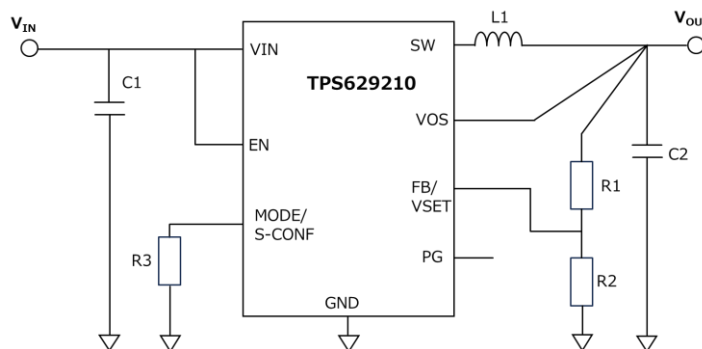 VIN
VOU
L1
SW
VIN
C1
TPS629210
VOS
EN
C2
FB/
VSET
R1
MODE/
S-CONF
R3
PG
R2
GND